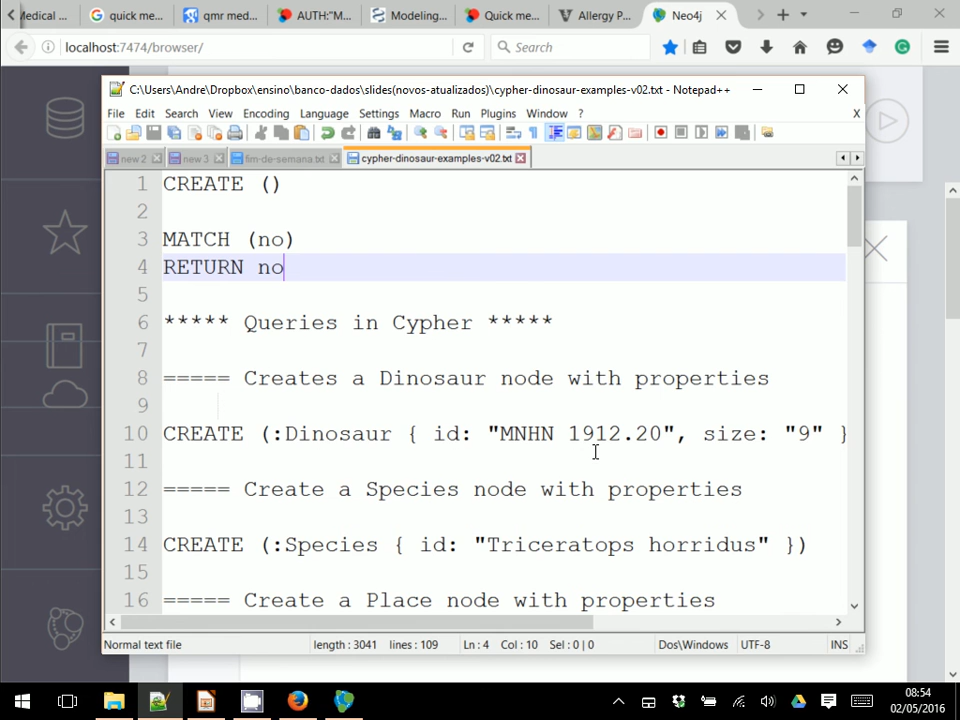 Medical ...
quick me...
qmr med...
AUTH:"M...
Modeling...
Quick me...
Allergy P...
Neo4j
localhost:7474/browser/
Search
C:\Users\Andre\Dropbox\ensino\banco-dados\slides(novos-atualizados)\cypher-dinosaur-examples-v02.txt - Notepad++
File Edit Search View Encoding Language Settings Macro Run Plugins Window ? X
new 2
new 3
fim-de-semana.txt
cypher-dinosaur-examples-v02.txt
1 CREATE ()
2
3 MATCH (no)
4 RETURN no
5
6 ***** Queries in Cypher *****
7
8 ===== Creates a Dinosaur node with properties
9
10 CREATE (:Dinosaur { id: "MNHN 1912.20", size: "9" }
11
12 ===== Create a Species node with properties
13
14 CREATE (:Species { id: "Triceratops horridus" })
15
16 ===== Create a Place node with properties
Normal text file length : 3041 lines : 109 Ln : 4 Col : 10 Sel : 0 | 0 Dos\Windows UTF-8 INS
08:54
02/05/2016